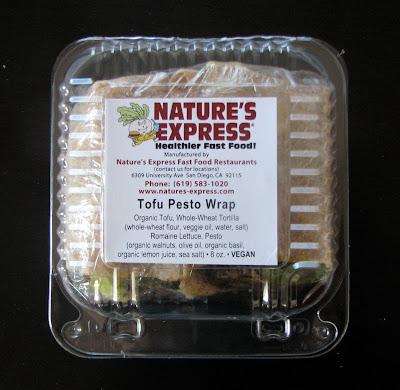 NATURE'S
EXPRESS®
Healthier Fast Food!
Manufactured by
Nature's Express Fast Food Restaurants
(contact us for locations)
6309 University Ave San Diego, CA 92115
Phone: (619) 583-1020
www.natures-express.com
Tofu Pesto Wrap
Organic Tofu, Whole-Wheat Tortilla
(whole-wheat flour, veggie oil, water, salt)
Romaine Lettuce, Pesto
(organic walnuts, olive oil, organic basil,
organic lemon juice, sea salt) • 8 oz. • VEGAN